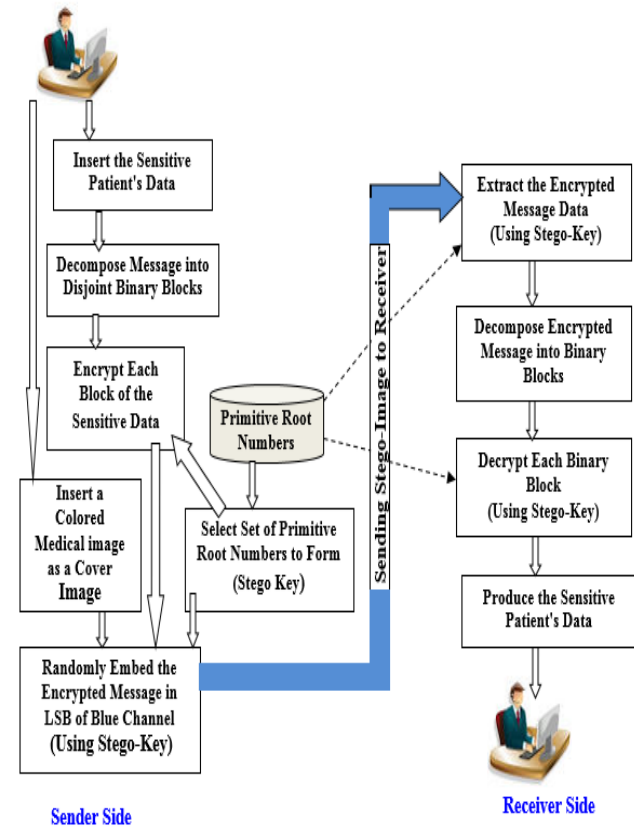 Insert the Sensitive
Patient's Data
Decompose Message into
Disjoint Binary Blocks
Encrypt Each
Block of the
Sensitive Data
Primitive Root
Numbers
Insert a
Colored
Medical image
as a Cover
Image
Select Set of Primitive
Root Numbers to Form
(Stego Key)
Randomly Embed the
Encrypted Message in
LSB of Blue Channel
(Using Stego-Key)
Sender Side
Sending Stego-Image to Receiver
Extract the Encrypted
Message Data
(Using Stego-Key)
Decompose Encrypted
Message into Binary
Blocks
Decrypt Each Binary
Block
(Using Stego-Key)
Produce the Sensitive
Patient's Data
Receiver Side